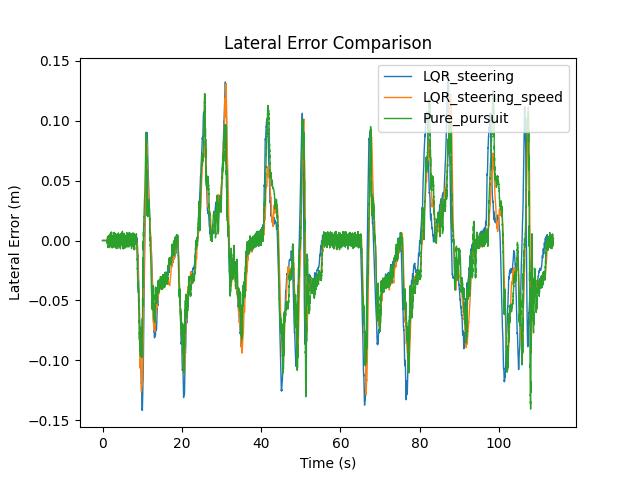 Lateral Error Comparison
LQR_steering
LQR_steering_speed
Pure_pursuit
Lateral Error (m)
0.15
0.10
0.05
0.00
−0.05
−0.10
−0.15
0 20 40 60 80 100
Time (s)